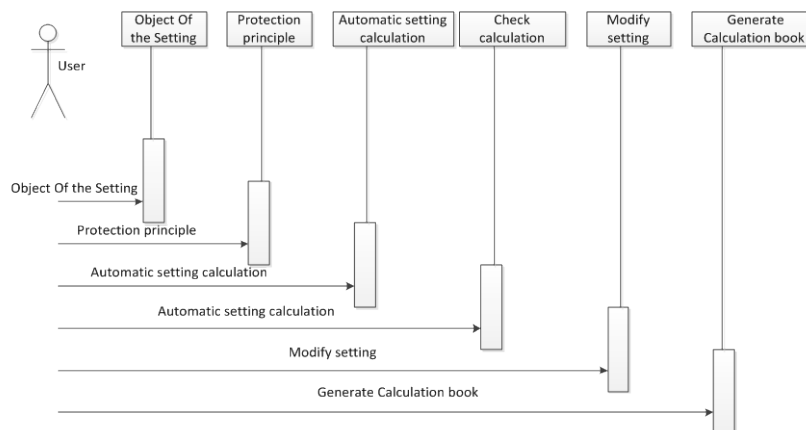 Object Of
the Setting
Protection
principle
Automatic setting
calculation
Check
calculation
Modify
setting
Generate
Calculation book
User
Object Of the Setting
Protection principle
Automatic setting calculation
Automatic setting calculation
Modify setting
Generate Calculation book